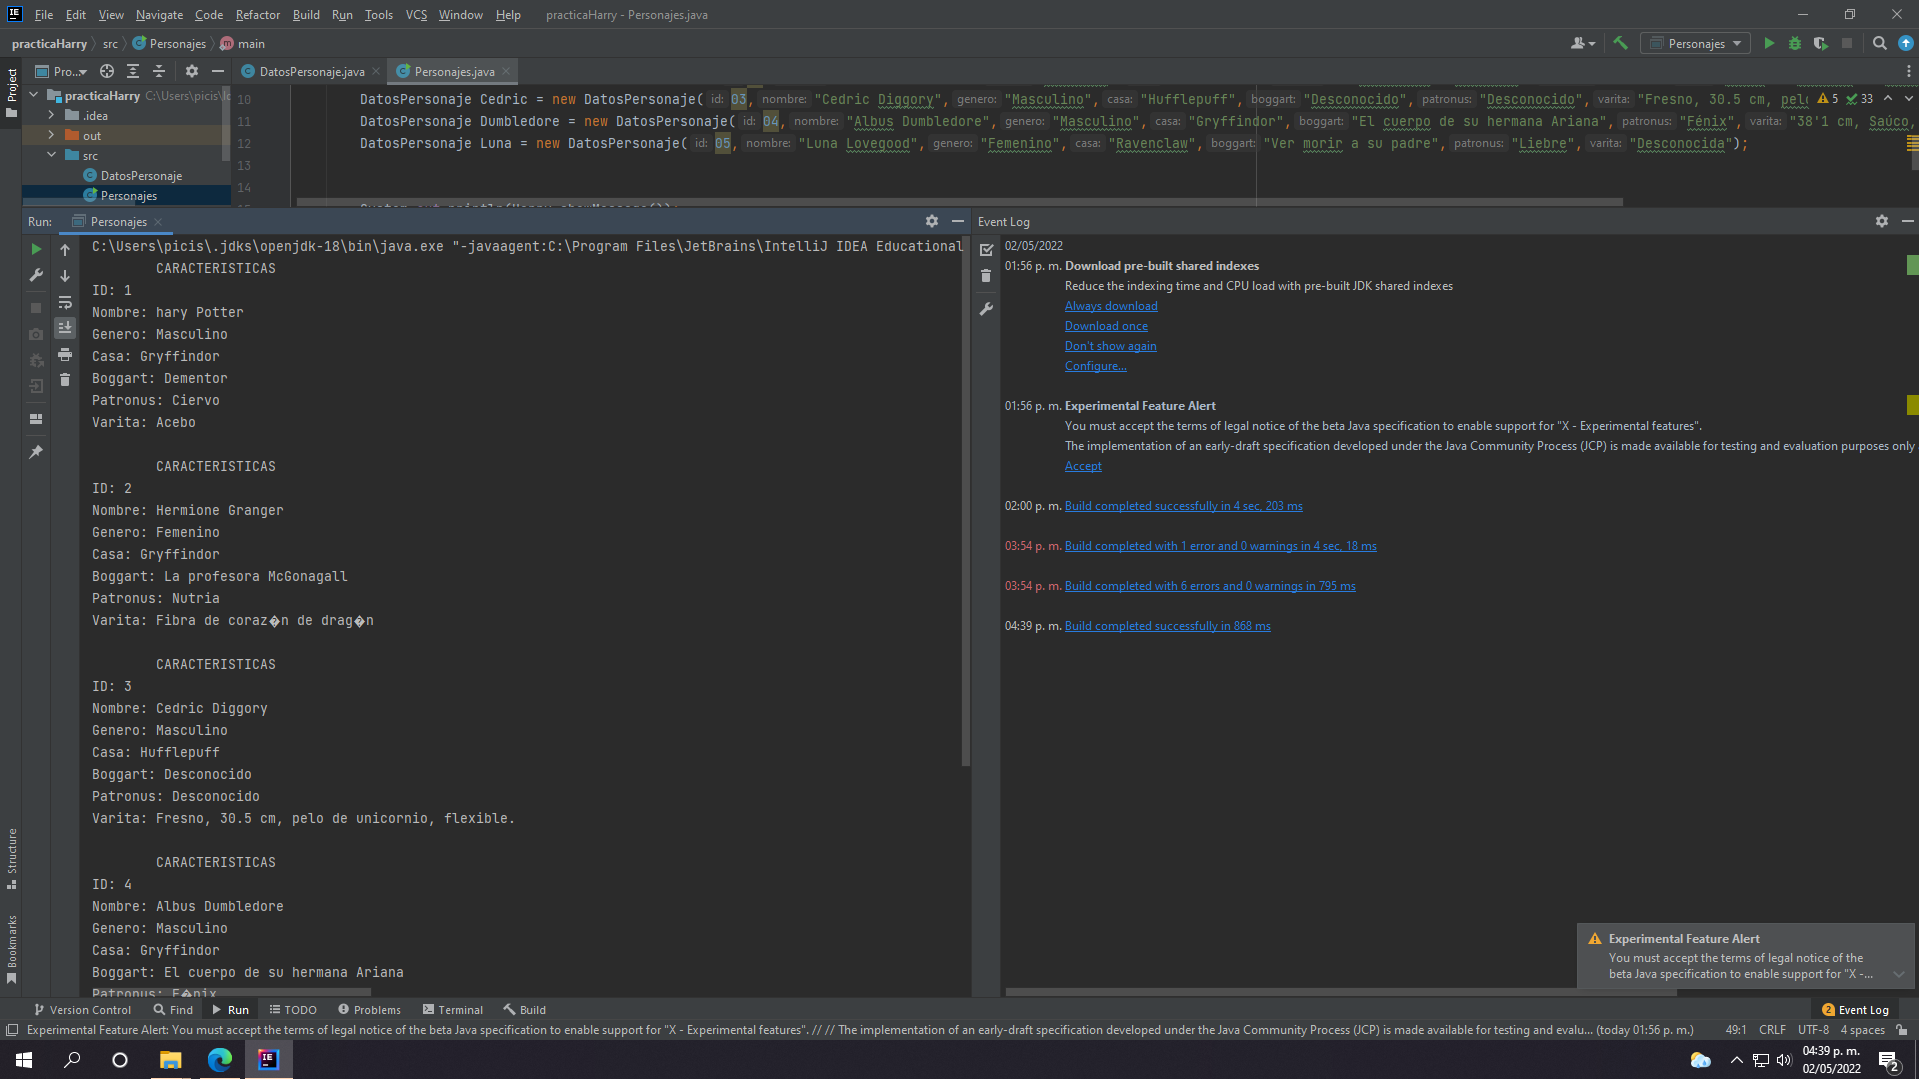 File Edit View Navigate Code Refactor Build Run Tools VCS Window Help practicaHarry - Personajes.java
practicaHarry src Personajes main
Personajes
Project
Pro... DatosPersonaje.java Personajes.java
practicaHarry C:\Users\picis\Id
.idea
out
src
DatosPersonaje
Personajes
10 DatosPersonaje Cedric = new DatosPersonaje( id: 03, nombre: "Cedric Diggory", genero: "Masculino", casa: "Hufflepuff", boggart: "Desconocido", patronus: "Desconocido", varita: "Fresno, 30.5 cm, pelo 5 33
11 DatosPersonaje Dumbledore = new DatosPersonaje( id: 04, nombre: "Albus Dumbledore", genero: "Masculino", casa: "Gryffindor", boggart: "El cuerpo de su hermana Ariana", patronus: "Fénix", varita: "38'1 cm, Saúco,
12 DatosPersonaje Luna = new DatosPersonaje( id: 05, nombre: "Luna Lovegood", genero: "Femenino", casa: "Ravenclaw", boggart: "Ver morir a su padre", patronus: "Liebre", varita: "Desconocida");
13
14
Run: Personajes
C:\Users\picis\.jdks\openjdk-18\bin\java.exe "-javaagent:C:\Program Files\JetBrains\IntelliJ IDEA Educational
CARACTERISTICAS
ID: 1
Nombre: hary Potter
Genero: Masculino
Casa: Gryffindor
Boggart: Dementor
Patronus: Ciervo
Varita: Acebo
CARACTERISTICAS
ID: 2
Nombre: Hermione Granger
Genero: Femenino
Casa: Gryffindor
Boggart: La profesora McGonagall
Patronus: Nutria
Varita: Fibra de coraz�n de drag�n
CARACTERISTICAS
ID: 3
Nombre: Cedric Diggory
Genero: Masculino
Casa: Hufflepuff
Boggart: Desconocido
Patronus: Desconocido
Varita: Fresno, 30.5 cm, pelo de unicornio, flexible.
CARACTERISTICAS
ID: 4
Nombre: Albus Dumbledore
Genero: Masculino
Casa: Gryffindor
Boggart: El cuerpo de su hermana Ariana
Patronus: F�nix
Event Log
02/05/2022
01:56 p. m. Download pre-built shared indexes
Reduce the indexing time and CPU load with pre-built JDK shared indexes
Always download
Download once
Don't show again
Configure...
01:56 p. m. Experimental Feature Alert
You must accept the terms of legal notice of the beta Java specification to enable support for "X - Experimental features".
The implementation of an early-draft specification developed under the Java Community Process (JCP) is made available for testing and evaluation purposes only
Accept
02:00 p. m. Build completed successfully in 4 sec, 203 ms
03:54 p. m. Build completed with 1 error and 0 warnings in 4 sec, 18 ms
03:54 p. m. Build completed with 6 errors and 0 warnings in 795 ms
04:39 p. m. Build completed successfully in 868 ms
Experimental Feature Alert
You must accept the terms of legal notice of the
beta Java specification to enable support for "X -...
Structure
Bookmarks
Version Control Find Run TODO Problems Terminal Build 2 Event Log
Experimental Feature Alert: You must accept the terms of legal notice of the beta Java specification to enable support for "X - Experimental features". // // The implementation of an early-draft specification developed under the Java Community Process (JCP) is made available for testing and evalu... (today 01:56 p. m.) 49:1 CRLF UTF-8 4 spaces
04:39 p. m.
02/05/2022
2